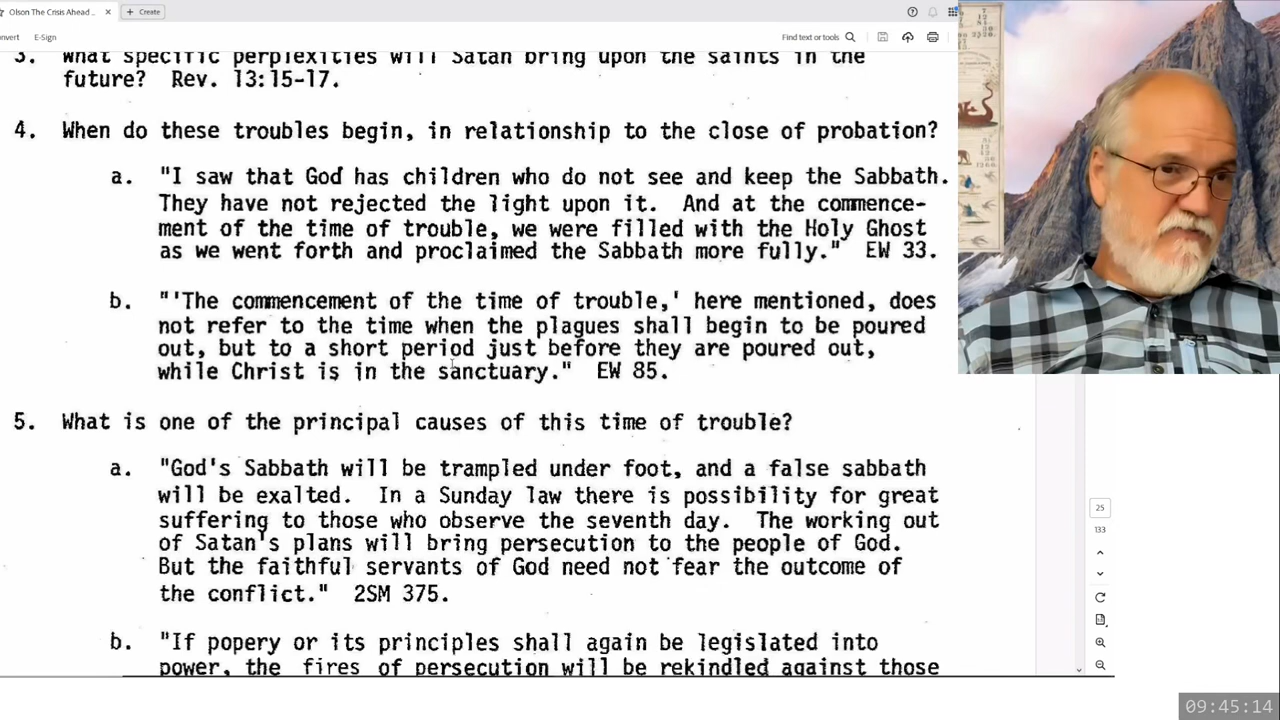 Olson The Crisis Ahead ..
Create
nvert
E-Sign
Find text or tools
3. What specific perplexities will Satan bring upon the saints in the
future? Rev. 13:15-17.
4. When do these troubles begin, in relationship to the close of probation?
a. "I saw that God has children who do not see and keep the Sabbath.
They have not rejected the light upon it. And at the commence-
ment of the time of trouble, we were filled with the Holy Ghost
as we went forth and proclaimed the Sabbath more fully." EW 33.
b. "'The commencement of the time of trouble,' here mentioned, does
not refer to the time when the plagues shall begin to be poured
out, but to a short period just before they are poured out,
while Christ is in the sanctuary." EW 85.
5. What is one of the principal causes of this time of trouble?
a. "God's Sabbath will be trampled under foot, and a false sabbath
will be exalted. In a Sunday law there is possibility for great
suffering to those who observe the seventh day. The working out
of Satan's plans will bring persecution to the people of God.
But the faithful servants of God need not fear the outcome of
the conflict." 2SM 375.
b. "If popery or its principles shall again be legislated into
power, the fires of persecution will be rekindled against those
25
133
09:45:14